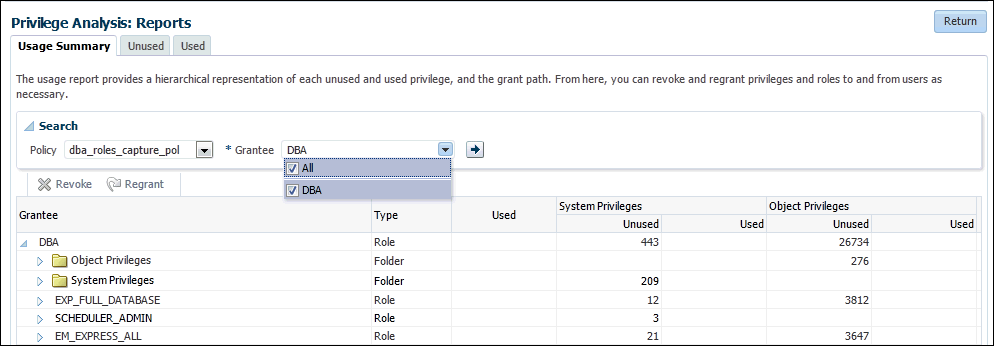 Privilege Analysis: Reports
Return
Usage Summary Unused Used
The usage report provides a hierarchical representation of each unused and used privilege, and the grant path. From here, you can revoke and regrant privileges and roles to and from users as
necessary.
Search
Policy dba_roles_capture_pol * Grantee DBA
All
DBA
Revoke Regrant
Grantee Type Used System Privileges Object Privileges
Unused Used Unused Used
DBA Role 443 26734
Object Privileges Folder 276
System Privileges Folder 209
EXP_FULL_DATABASE Role 12 3812
SCHEDULER_ADMIN Role 3
EM_EXPRESS_ALL Role 21 3647